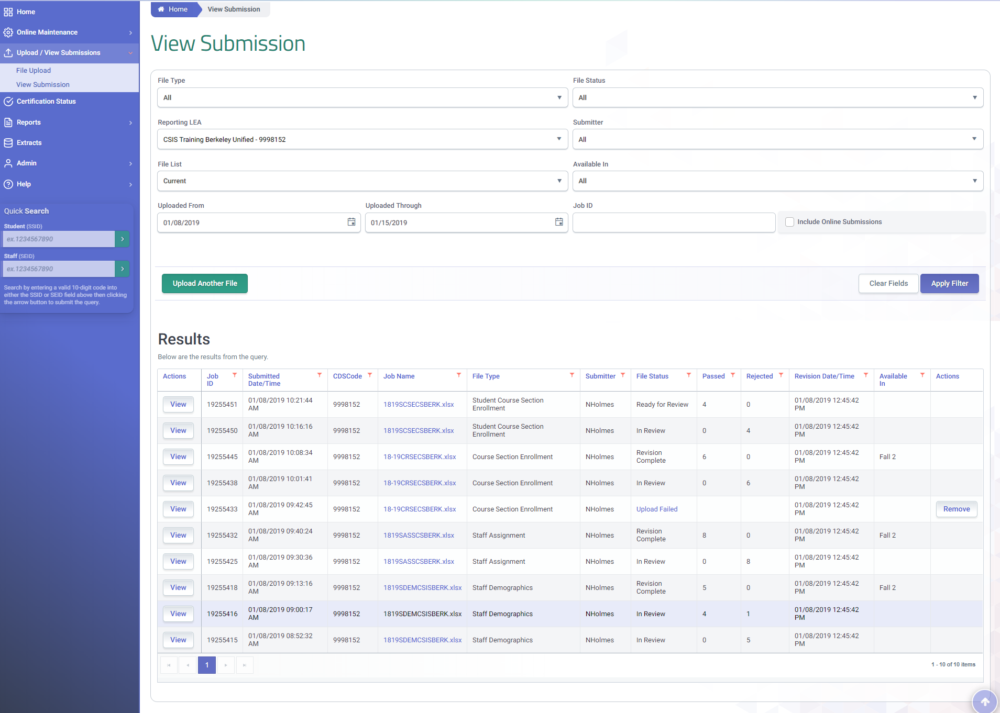 Home
Online Maintenance
Upload / View Submissions
File Upload
View Submission
Certification Status
Reports
Extracts
Admin
Help
Quick Search
Student (SSID)
ex.1234567890
Staff (SEID)
ex.1234567890
Search by entering a valid 10-digit code into
either the SSID or SEID field above then clicking
the arrow button to submit the query.
Home View Submission
View Submission
File Type File Status
All All
Reporting LEA Submitter
CSIS Training Berkeley Unified - 9998152 All
File List Available In
Current All
Uploaded From Uploaded Through Job ID
01/08/2019 01/15/2019 Include Online Submissions
Upload Another File Clear Fields Apply Filter
Results
Below are the results from the query.
Actions Job Submitted CDSCode Job Name File Type Submitter File Status Passed Rejected Revision Date/Time Available Actions
ID Date/Time In
View 19255451 01/08/2019 10:21:44 9998152 1819SCSECSBERK.xlsx Student Course Section NHolmes Ready for Review 4 0 01/08/2019 12:45:42
AM Enrollment PM
View 19255450 01/08/2019 10:16:16 9998152 1819SCSECSBERK.xlsx Student Course Section NHolmes In Review 0 4 01/08/2019 12:45:42
AM Enrollment PM
View 19255445 01/08/2019 10:08:34 9998152 18-19CRSECSBERK.xlsx Course Section Enrollment NHolmes Revision 6 0 01/08/2019 12:45:42 Fall 2
AM Complete PM
View 19255438 01/08/2019 10:01:41 9998152 18-19CRSECSBERK.xlsx Course Section Enrollment NHolmes In Review 0 6 01/08/2019 12:45:42
AM PM
View 19255433 01/08/2019 09:42:45 9998152 18-19CRSECSBERK.xlsx Course Section Enrollment NHolmes Upload Failed 01/08/2019 12:45:42 Remove
AM PM
View 19255432 01/08/2019 09:40:24 9998152 1819SASSCSBERK.xlsx Staff Assignment NHolmes Revision 8 0 01/08/2019 12:45:42 Fall 2
AM Complete PM
View 19255425 01/08/2019 09:30:36 9998152 1819SASSCSBERK.xlsx Staff Assignment NHolmes In Review 0 8 01/08/2019 12:45:42
AM PM
View 19255418 01/08/2019 09:13:16 9998152 1819SDEMCSISBERK.xlsx Staff Demographics NHolmes Revision 5 0 01/08/2019 12:45:42 Fall 2
AM Complete PM
View 19255416 01/08/2019 09:00:17 9998152 1819SDEMCSISBERK.xlsx Staff Demographics NHolmes In Review 4 1 01/08/2019 12:45:42
AM PM
View 19255415 01/08/2019 08:52:32 9998152 1819SDEMCSISBERK.xlsx Staff Demographics NHolmes In Review 0 5 01/08/2019 12:45:42
AM PM
1 1 - 10 of 10 items